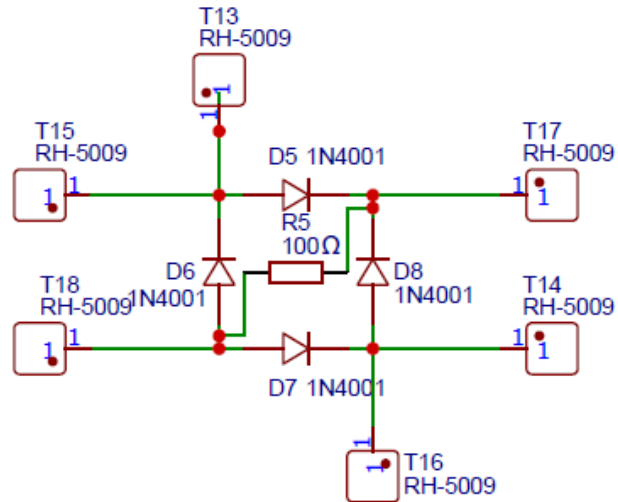 T13
RH-5009
1
1
T15
RH-5009
1
1
D5 1N4001
T17
RH-5009
1
1
R5
100Ω
D6
1N4001
D8
1N4001
T18
RH-5009
1
1
T14
RH-5009
1
1
D7 1N4001
1
1
T16
RH-5009